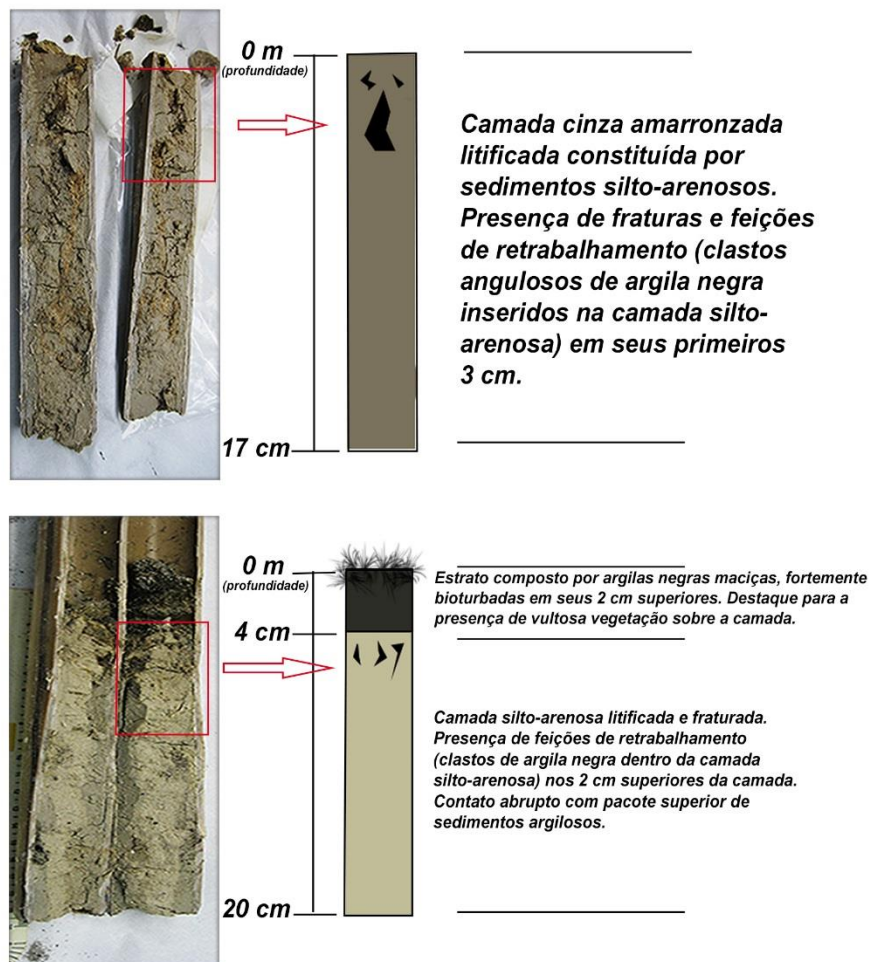 0 m
(profundidade)
Camada cinza amarronzada
litificada constituída por
sedimentos silto-arenosos.
Presença de fraturas e feições
de retrabalhamento (clastos
angulosos de argila negra
inseridos na camada silto-
arenosa) em seus primeiros
3 cm.
17 cm
0 m
(profundidade)
Estrato composto por argilas negras maciças, fortemente
bioturbadas em seus 2 cm superiores. Destaque para a
presença de vultosa vegetação sobre a camada.
4 cm
Camada silto-arenosa litificada e fraturada.
Presença de feições de retrabalhamento
(clastos de argila negra dentro da camada
silto-arenosa) nos 2 cm superiores da camada.
Contato abrupto com pacote superior de
sedimentos argilosos.
20 cm